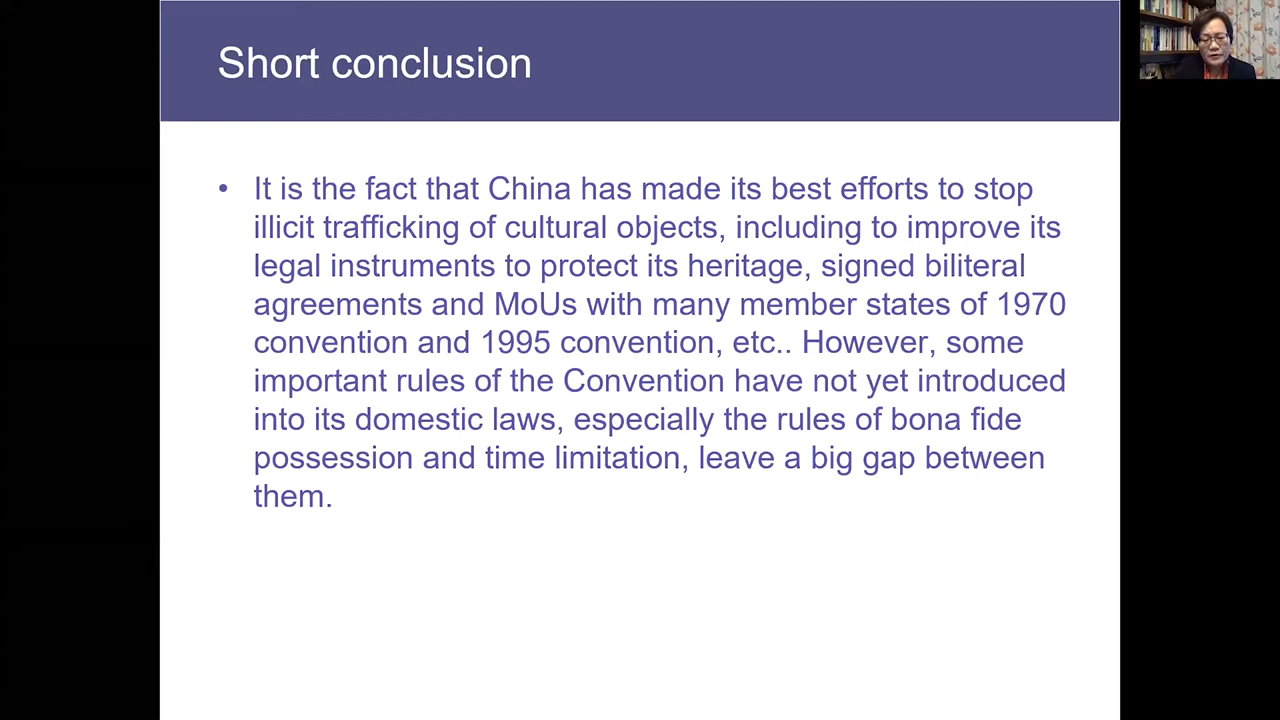 Short conclusion
• It is the fact that China has made its best efforts to stop
illicit trafficking of cultural objects, including to improve its
legal instruments to protect its heritage, signed biliteral
agreements and MoUs with many member states of 1970
convention and 1995 convention, etc.. However, some
important rules of the Convention have not yet introduced
into its domestic laws, especially the rules of bona fide
possession and time limitation, leave a big gap between
them.